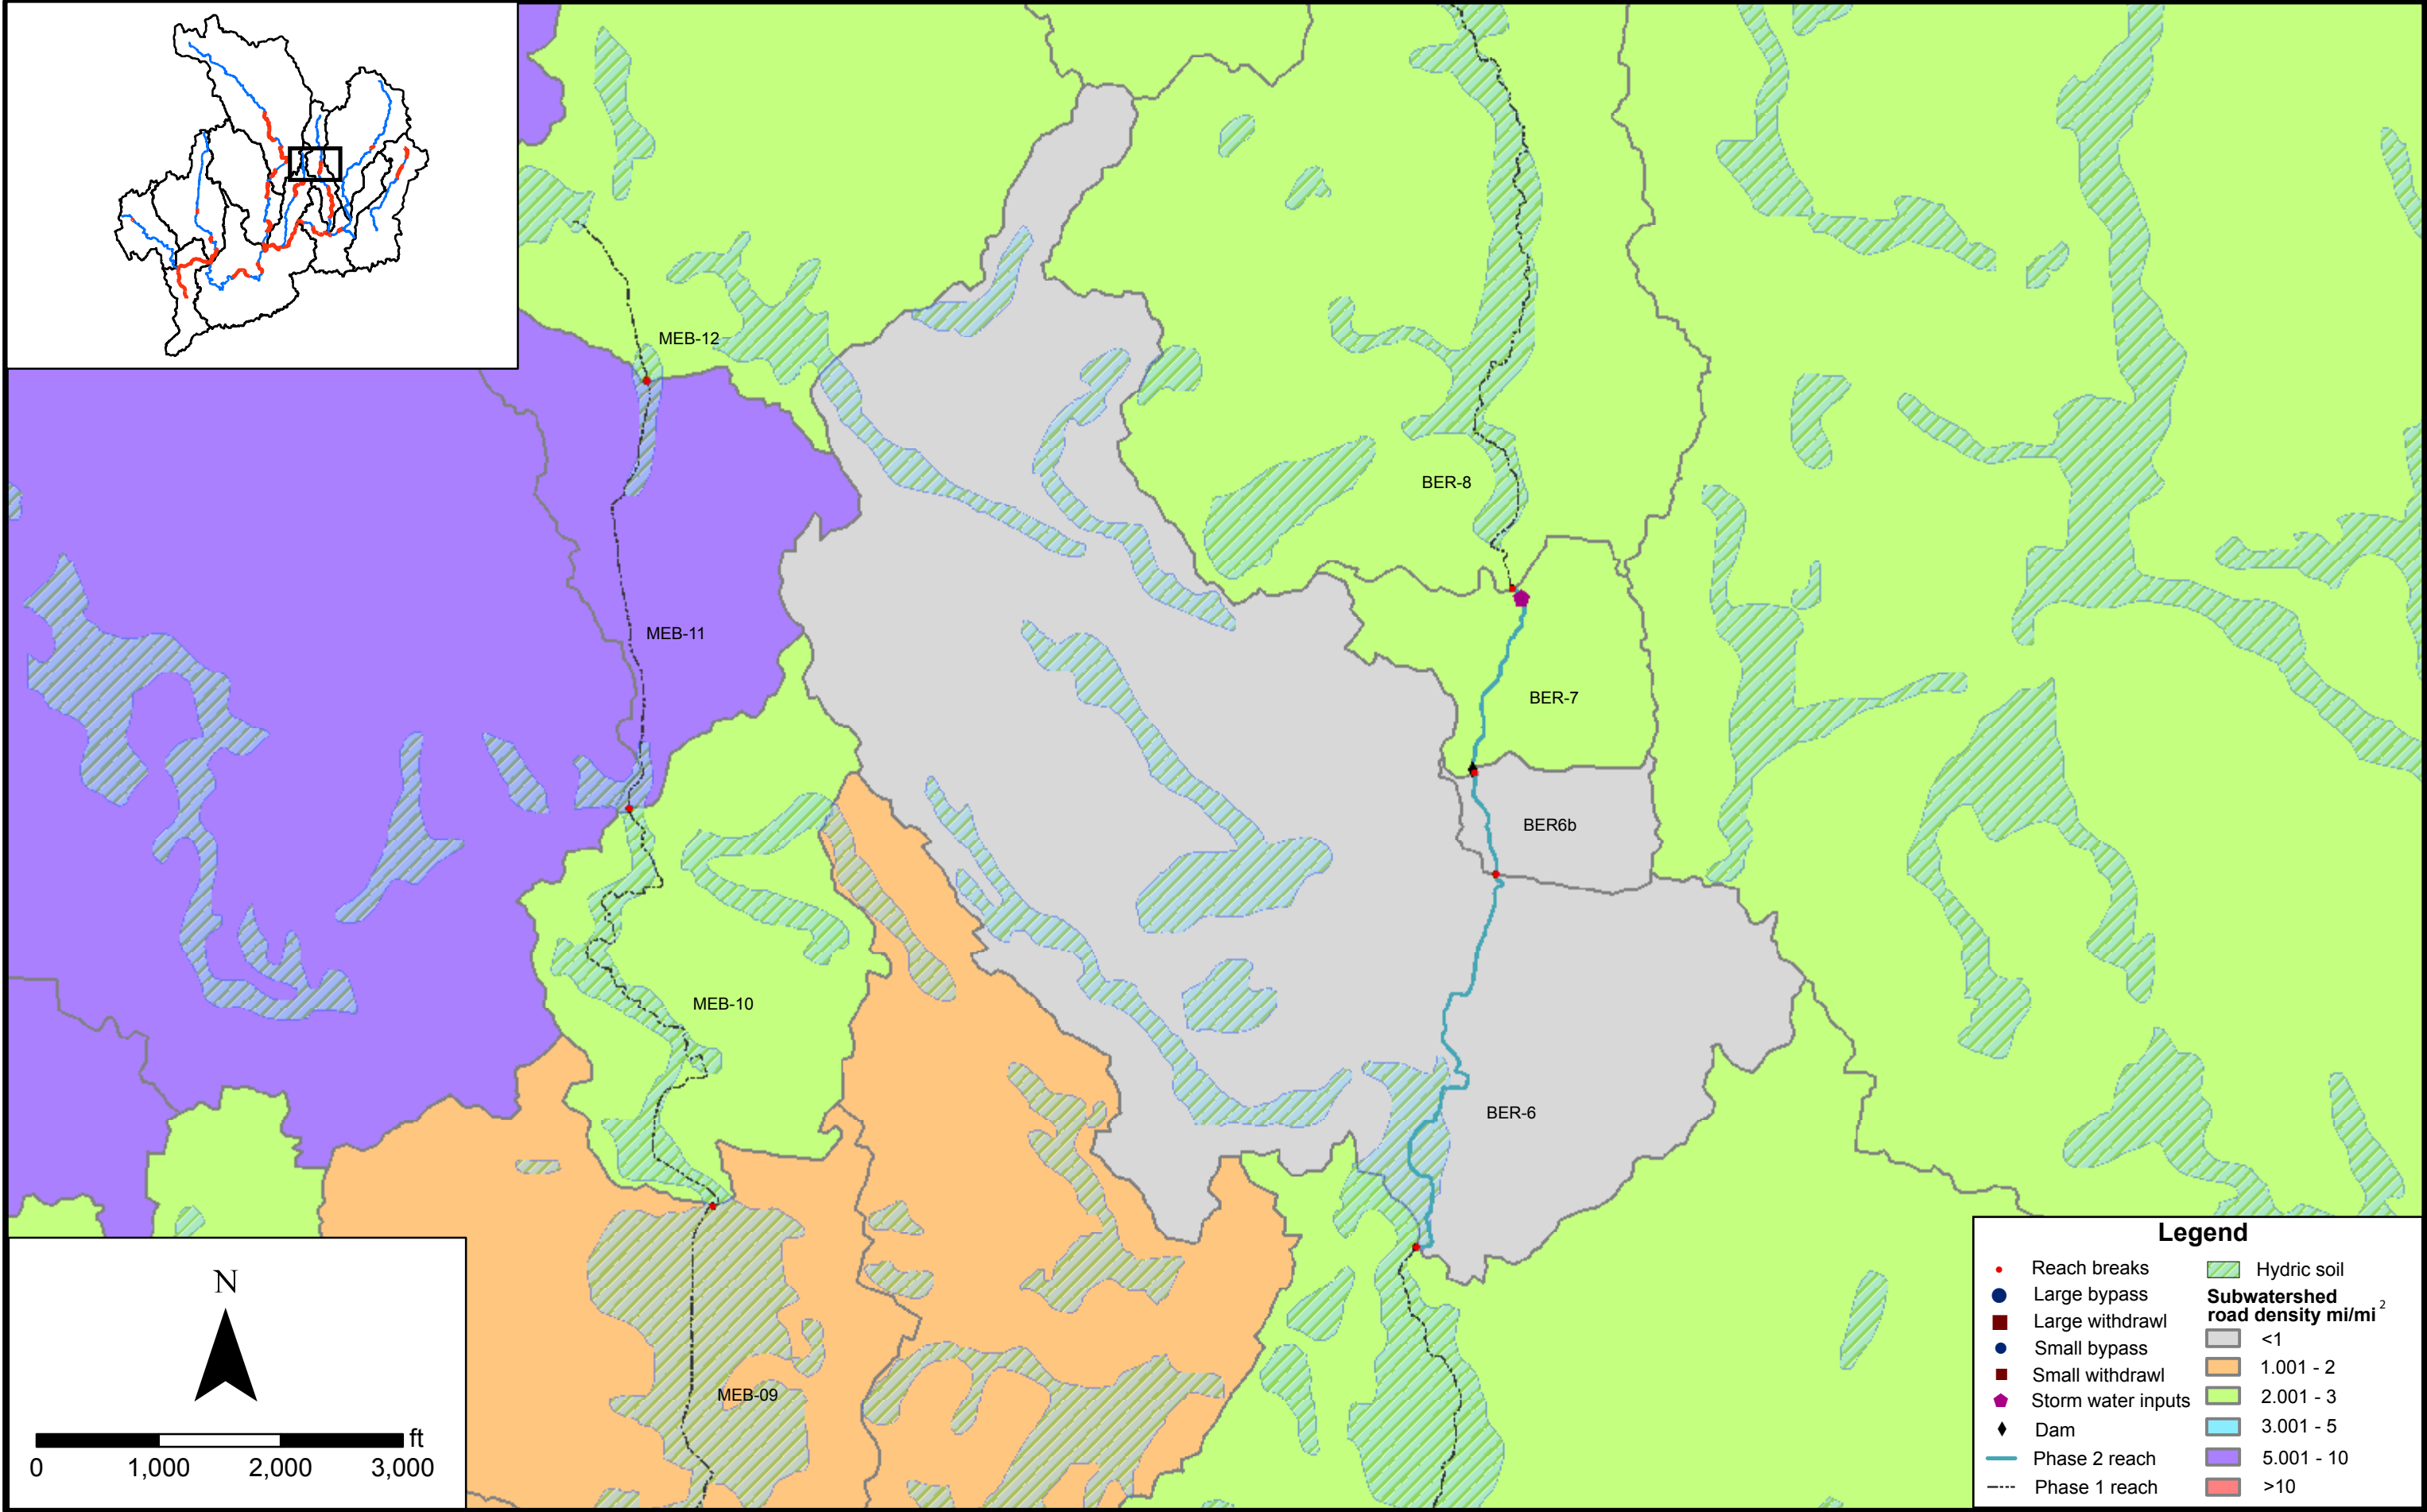 MEB-12
BER-8
MEB-11
BER-7
BER6b
MEB-10
BER-6
MEB-09
N
ft
0 1,000 2,000 3,000
Legend
Reach breaks
Large bypass
Large withdrawl
Small bypass
Small withdrawl
Storm water inputs
Dam
Phase 2 reach
Phase 1 reach
Hydric soil
Subwatershed
road density mi/mi 2
<1
1.001 - 2
2.001 - 3
3.001 - 5
5.001 - 10
>10